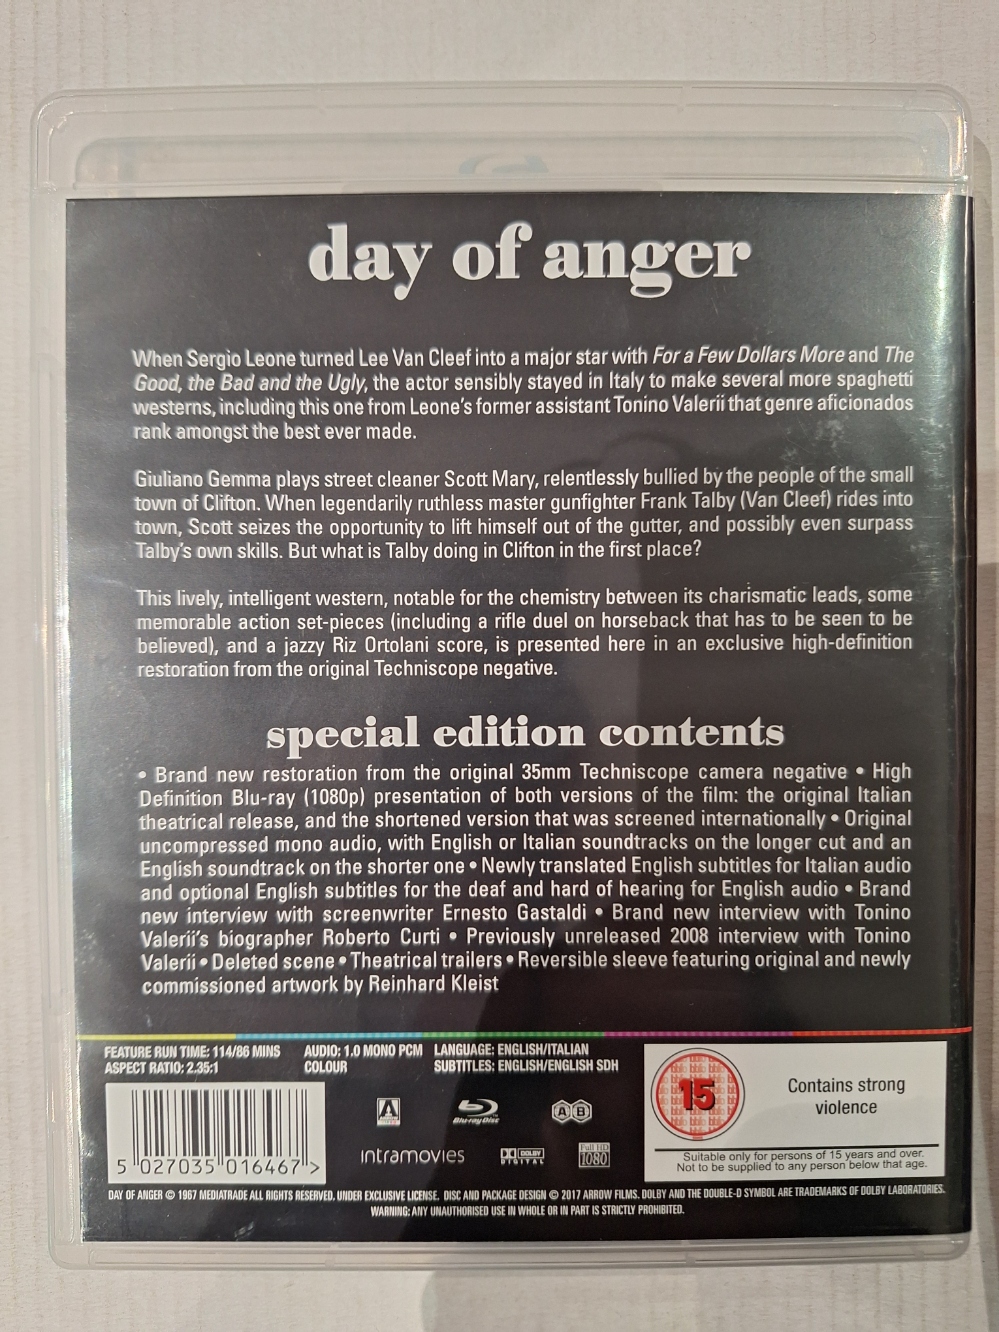 day of anger
When Sergio Leone turned Lee Van Cleef into a major star with For a Few Dollars More and The
Good, the Bad and the Ugly, the actor sensibly stayed in Italy to make several more spaghetti
westerns, including this one from Leone's former assistant Tonino Valerii that genre aficionados
rank amongst the best ever made.
Giuliano Gemma plays street cleaner Scott Mary, relentlessly bullied by the people of the small
town of Clifton. When legendarily ruthless master gunfighter Frank Talby (Van Cleef) rides into
town, Scott seizes the opportunity to lift himself out of the gutter, and possibly even surpass
Talby's own skills. But what is Talby doing in Clifton in the first place?
This lively, intelligent western, notable for the chemistry between its charismatic leads, some
memorable action set-pieces (including a rifle duel on horseback that has to be seen to be
believed), and a jazzy Riz Ortolani score, is presented here in an exclusive high-definition
restoration from the original Techniscope negative.
special edition contents
• Brand new restoration from the original 35mm Techniscope camera negative • High
Definition Blu-ray (1080p) presentation of both versions of the film: the original Italian
theatrical release, and the shortened version that was screened internationally • Original
uncompressed mono audio, with English or Italian soundtracks on the longer cut and an
English soundtrack on the shorter one • Newly translated English subtitles for Italian audio
and optional English subtitles for the deaf and hard of hearing for English audio • Brand
new interview with screenwriter Ernesto Gastaldi • Brand new interview with Tonino
Valerii's biographer Roberto Curti • Previously unreleased 2008 interview with Tonino
Valerii • Deleted scene • Theatrical trailers • Reversible sleeve featuring original and newly
commissioned artwork by Reinhard Kleist
FEATURE RUN TIME: 114/86 MINS AUDIO: 1.0 MONO PCM LANGUAGE: ENGLISH/ITALIAN
ASPECT RATIO: 2.35:1 COLOUR SUBTITLES: ENGLISH/ENGLISH SDH
15
Contains strong
violence
Suitable only for persons of 15 years and over.
Not to be supplied to any person below that age.
A
Blu-ray Disc
A B
intramovies
DOLBY
DIGITAL
Full HD
1080
5 027035 016467 >
DAY OF ANGER © 1967 MEDIATRADE ALL RIGHTS RESERVED. UNDER EXCLUSIVE LICENSE. DISC AND PACKAGE DESIGN © 2017 ARROW FILMS. DOLBY AND THE DOUBLE-D SYMBOL ARE TRADEMARKS OF DOLBY LABORATORIES.
WARNING: ANY UNAUTHORISED USE IN WHOLE OR IN PART IS STRICTLY PROHIBITED.